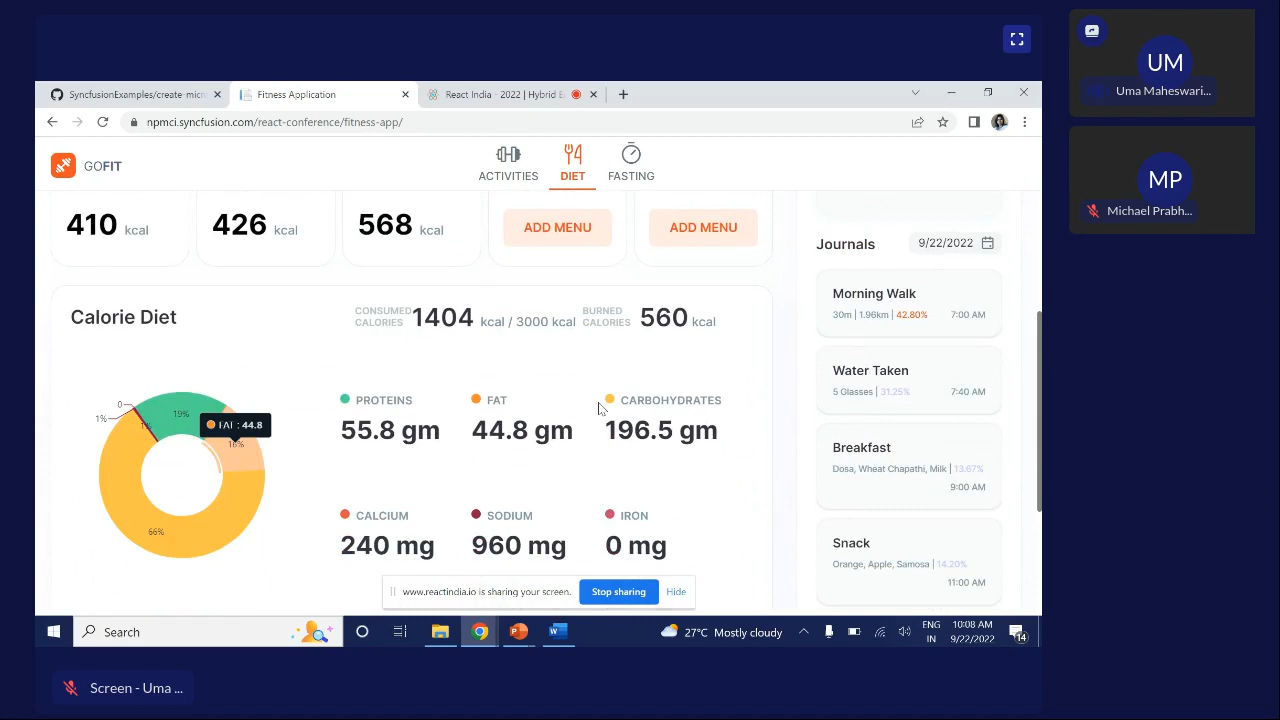 UM
Uma Maheswari...
MP
Michael Prabh...
SyncfusionExamples/create-micr
Fitness Application
React India - 2022 | Hybrid E
npmci.syncfusion.com/react-conference/fitness-app/
GOFIT
ACTIVITIES
DIET
FASTING
410 kcal
426 kcal
568 kcal
ADD MENU
ADD MENU
Calorie Diet
CONSUMED CALORIES 1404 kcal / 3000 kcal
BURNED CALORIES 560 kcal
0
1%
19%
FAT : 44.8
16%
66%
PROTEINS
55.8 gm
FAT
44.8 gm
CARBOHYDRATES
196.5 gm
CALCIUM
240 mg
SODIUM
960 mg
IRON
0 mg
Journals
9/22/2022
Morning Walk
30m | 1.96km | 42.80% 7:00 AM
Water Taken
5 Glasses | 31.25% 7:40 AM
Breakfast
Dosa, Wheat Chapathi, Milk | 13.67%
9:00 AM
Snack
Orange, Apple, Samosa | 14.20%
11:00 AM
www.reactindia.io is sharing your screen.
Stop sharing
Hide
Search
27°C Mostly cloudy
ENG
IN
10:08 AM
9/22/2022
14
Screen - Uma ...